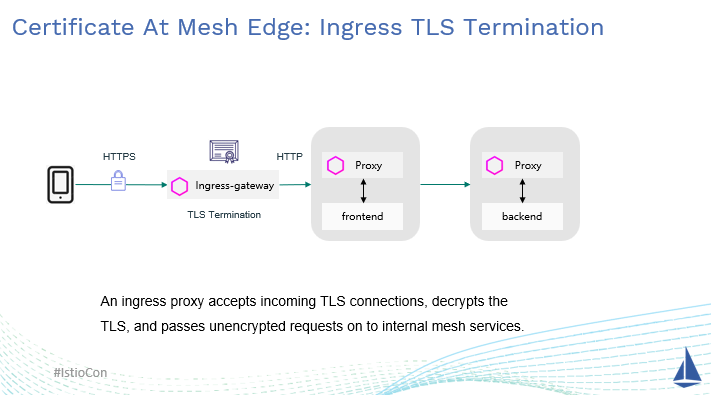 Certificate At Mesh Edge: Ingress TLS Termination
HTTPS
HTTP
Ingress-gateway
TLS Termination
Proxy
frontend
Proxy
backend
An ingress proxy accepts incoming TLS connections, decrypts the
TLS, and passes unencrypted requests on to internal mesh services.
#IstioCon